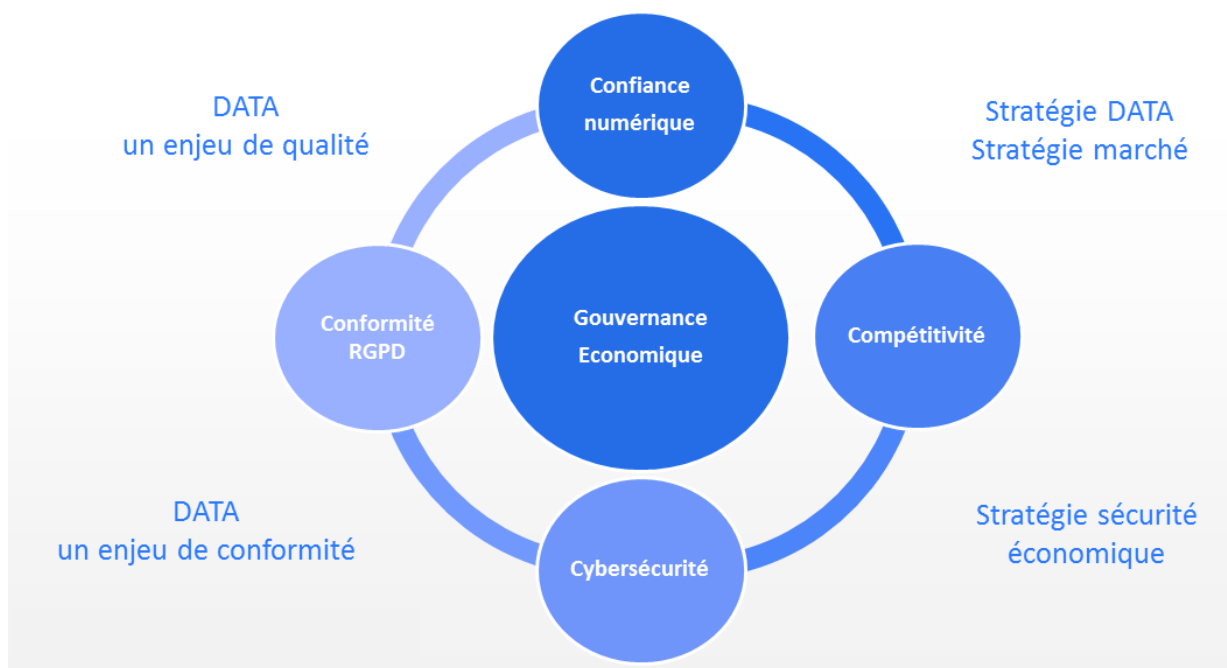 Confiance
numérique
DATA
un enjeu de qualité
Stratégie DATA
Stratégie marché
Conformité
RGPD
Gouvernance
Economique
Compétitivité
DATA
un enjeu de conformité
Cybersécurité
Stratégie sécurité
économique